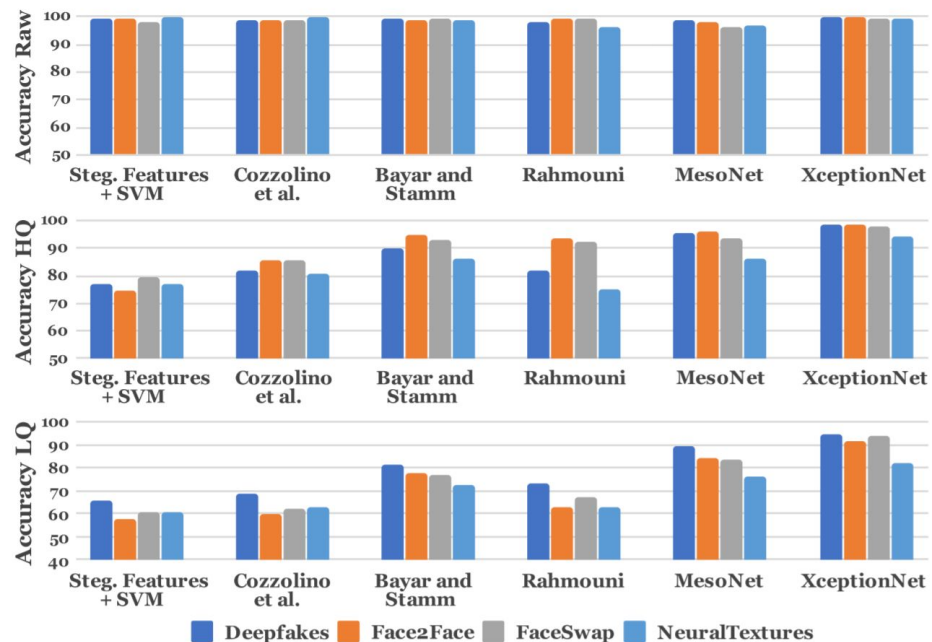 Accuracy Raw
100
90
80
70
60
50
Steg. Features
+ SVM
Cozzolino
et al.
Bayar and
Stamm
Rahmouni
MesoNet
XceptionNet
Accuracy HQ
100
90
80
70
60
50
Steg. Features
+ SVM
Cozzolino
et al.
Bayar and
Stamm
Rahmouni
MesoNet
XceptionNet
Accuracy LQ
100
90
80
70
60
50
40
Steg. Features
+ SVM
Cozzolino
et al.
Bayar and
Stamm
Rahmouni
MesoNet
XceptionNet
Deepfakes Face2Face FaceSwap NeuralTextures